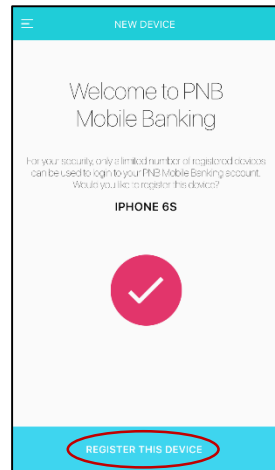 NEW DEVICE
Welcome to PNB
Mobile Banking
For your security, only a limited number of registered devices
can be used to login to your PNB Mobile Banking account.
Would you like to register this device?
IPHONE 6S
REGISTER THIS DEVICE